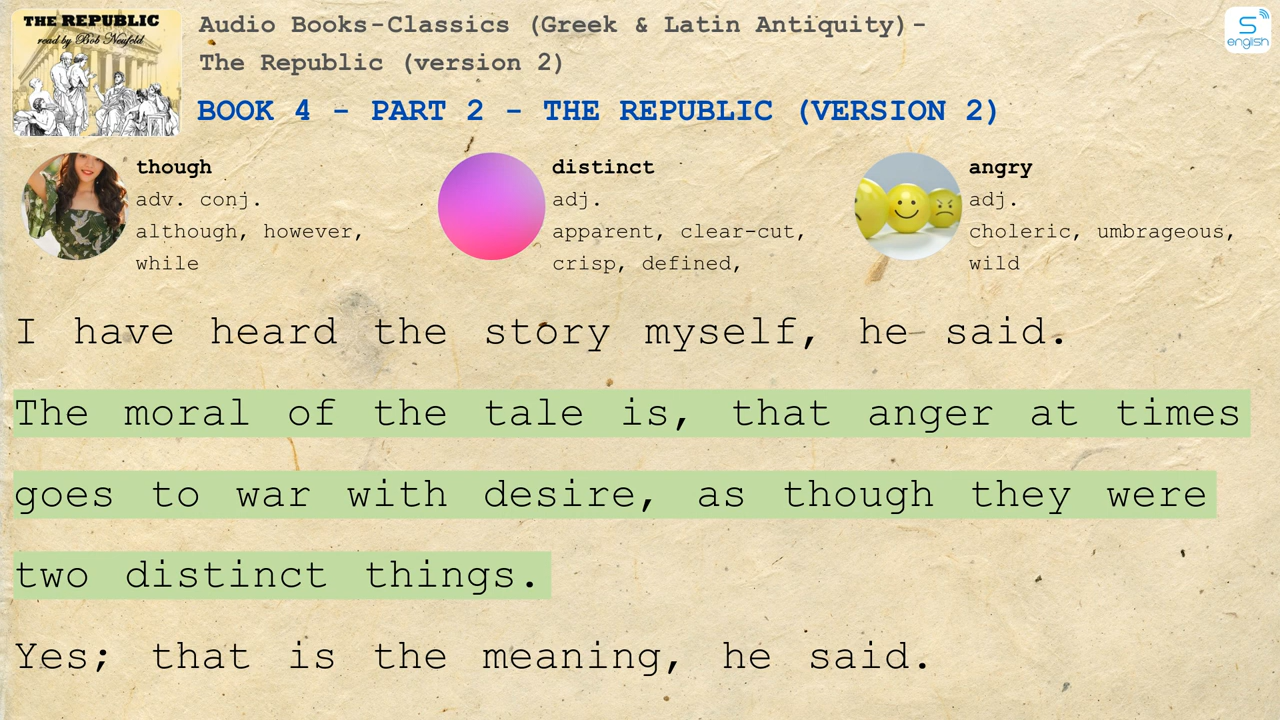 THE REPUBLIC
read by Bob Neufeld
Audio Books-Classics (Greek & Latin Antiquity)-
The Republic (version 2)
BOOK 4 - PART 2 - THE REPUBLIC (VERSION 2)
S
english
though
adv. conj.
although, however,
while
distinct
adj.
apparent, clear-cut,
crisp, defined,
angry
adj.
choleric, umbrageous,
wild
I have heard the story myself, he said.
The moral of the tale is, that anger at times
goes to war with desire, as though they were
two distinct things.
Yes; that is the meaning, he said.